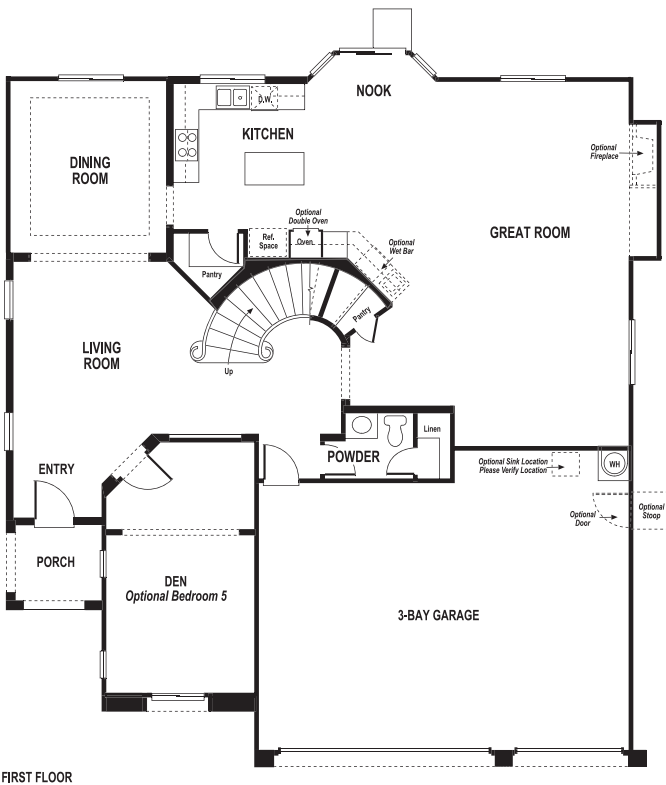 NOOK
D.W.
KITCHEN
DINING
ROOM
Optional
Fireplace
Optional
Double Oven
Ref.
Space
Oven
Optional
Wet Bar
GREAT ROOM
Pantry
Pantry
LIVING
ROOM
Up
Linen
POWDER
ENTRY
Optional Sink Location
Please Verify Location
WH
Optional
Door
Optional
Stoop
PORCH
DEN
Optional Bedroom 5
3-BAY GARAGE
FIRST FLOOR